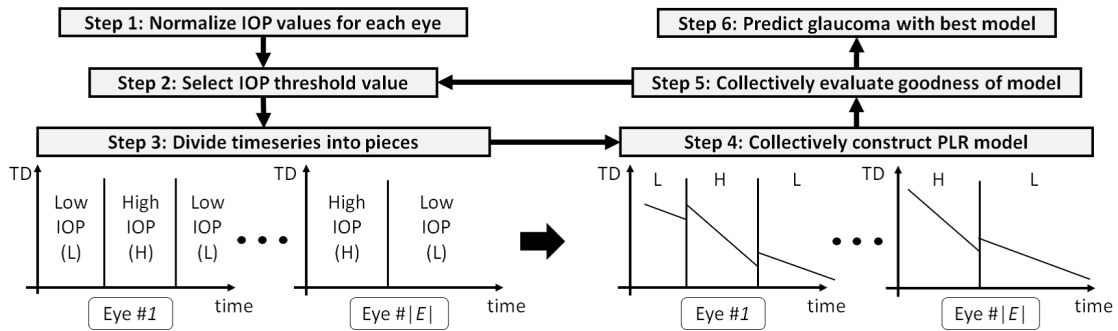 Step 1: Normalize IOP values for each eye
Step 6: Predict glaucoma with best model
Step 2: Select IOP threshold value
Step 5: Collectively evaluate goodness of model
Step 3: Divide timeseries into pieces
Step 4: Collectively construct PLR model
TD
Low
IOP
(L)
High
IOP
(H)
Low
IOP
(L)
time
Eye #1
TD
High
IOP
(H)
Low
IOP
(L)
time
Eye #|E|
TD
L
H
L
time
Eye #1
TD
H
L
time
Eye #|E|